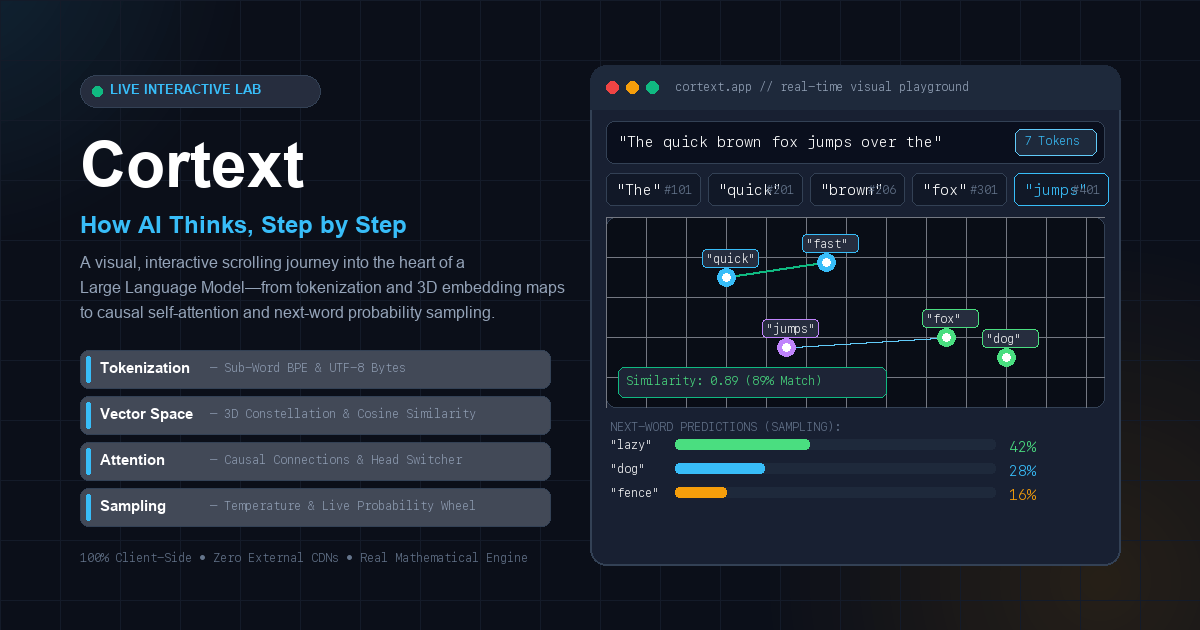 LIVE INTERACTIVE LAB
Cortext
How AI Thinks, Step by Step
A visual, interactive scrolling journey into the heart of a
Large Language Model—from tokenization and 3D embedding maps
to causal self-attention and next-word probability sampling.
Tokenization — Sub-Word BPE & UTF-8 Bytes
Vector Space — 3D Constellation & Cosine Similarity
Attention — Causal Connections & Head Switcher
Sampling — Temperature & Live Probability Wheel
100% Client-Side • Zero External CDNs • Real Mathematical Engine
cortext.app // real-time visual playground
"The quick brown fox jumps over the" 7 Tokens
"The" #101 "quick" #201 "brown" #206 "fox" #301 "jumps" #401
"fast"
"quick"
"fox"
"jumps"
"dog"
Similarity: 0.89 (89% Match)
NEXT-WORD PREDICTIONS (SAMPLING):
"lazy" 42%
"dog" 28%
"fence" 16%